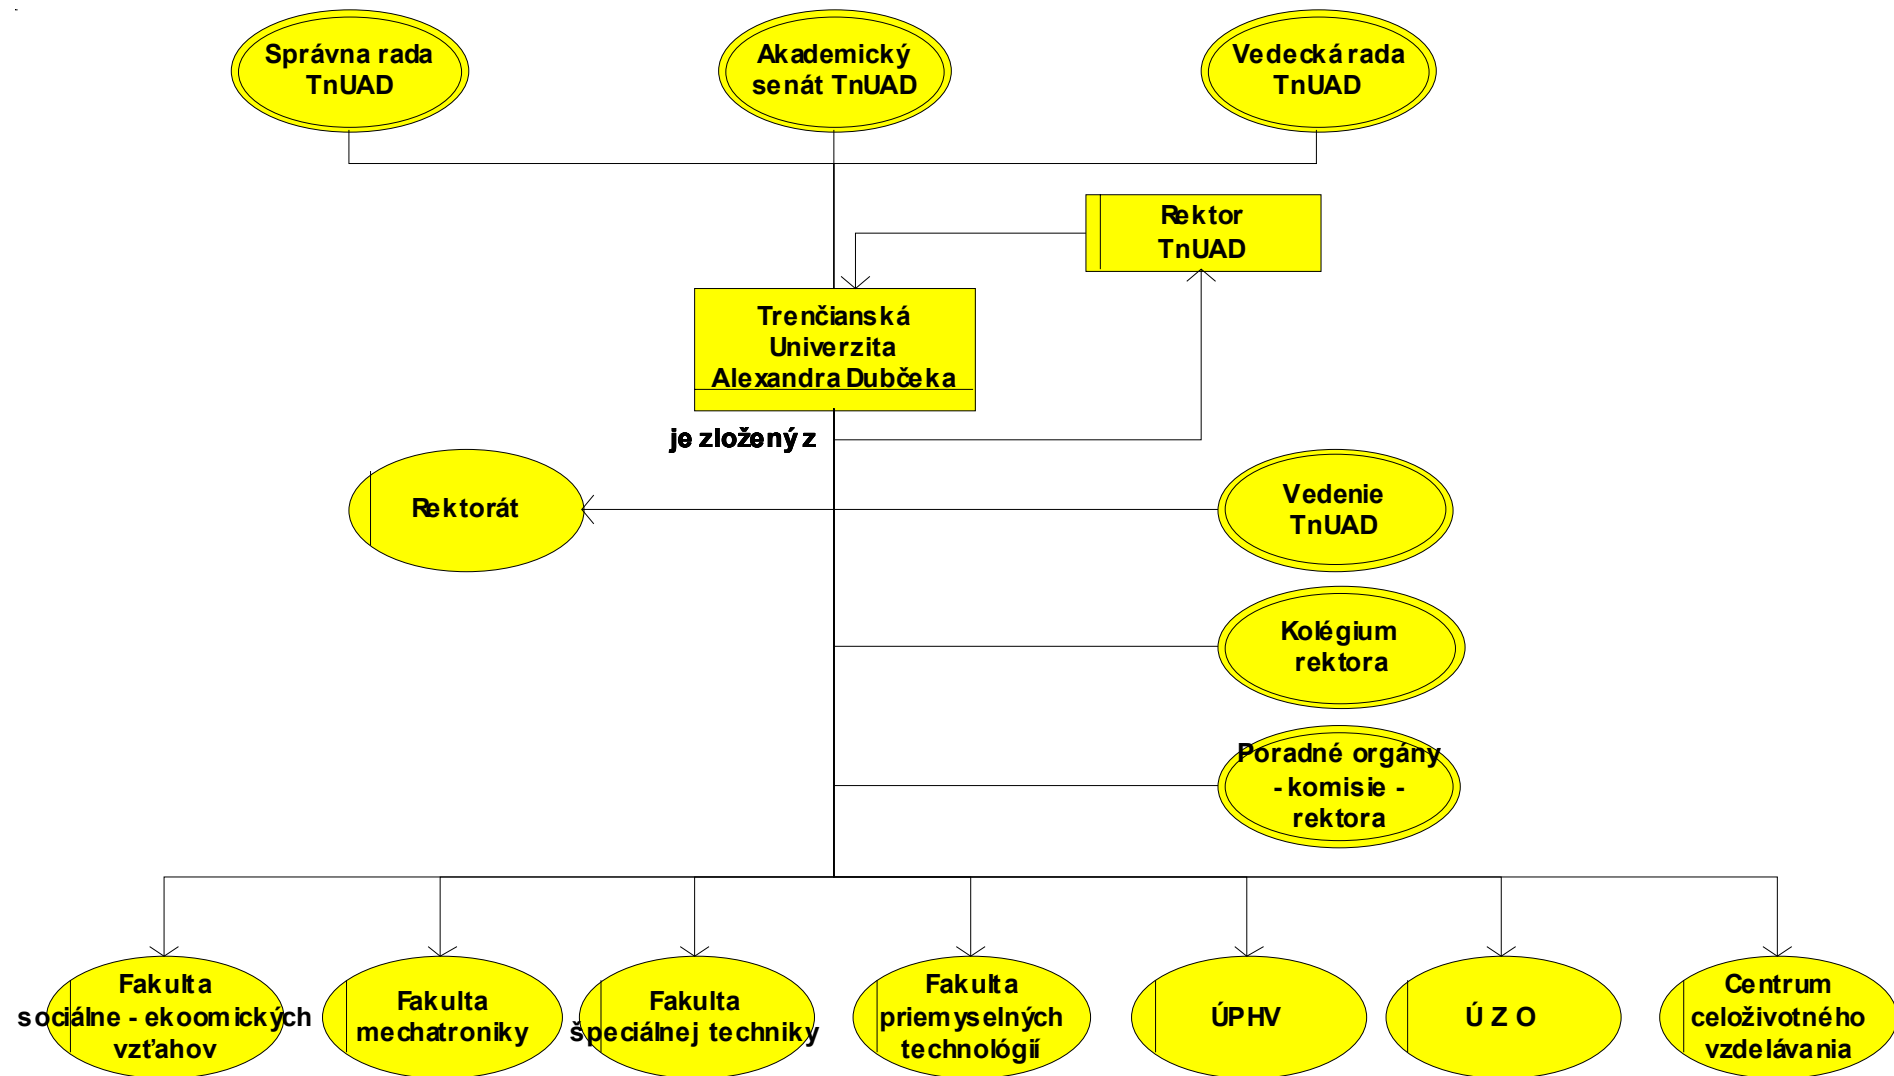 Správna rada
TnUAD
Akademický
senát TnUAD
Vedecká rada
TnUAD
Rektor
TnUAD
Trenčianská
Univerzita
Alexandra Dubčeka
je zložený z
Rektorát
Vedenie
TnUAD
Kolégium
rektora
Poradné orgány
- komisie -
rektora
Fakulta
sociálne - ekoomických
vzťahov
Fakulta
mechatroniky
Fakulta
špeciálnej techniky
Fakulta
priemyselných
technológií
ÚPHV
Ú Z O
Centrum
celoživotného
vzdelávania